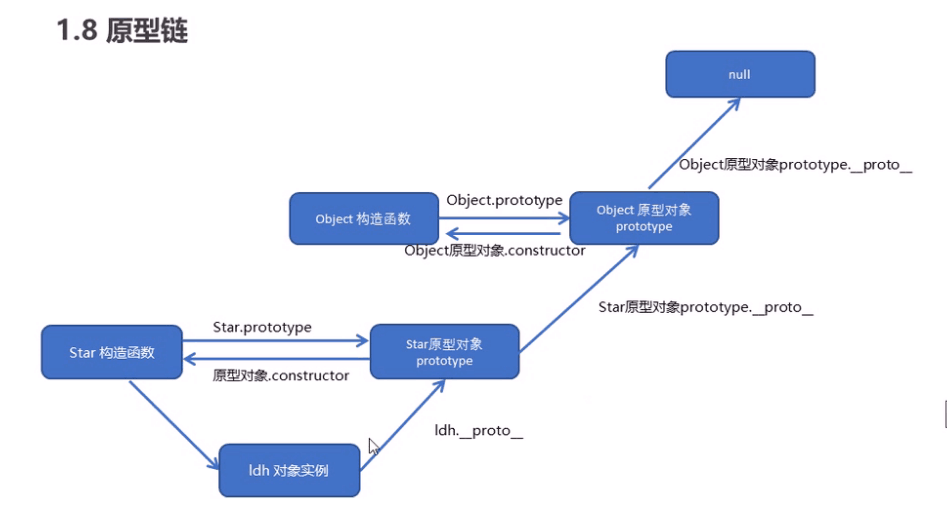 1.8 原型链
null
Object原型对象prototype.__proto__
Object 构造函数
Object.prototype
Object 原型对象
prototype
Object原型对象.constructor
Star原型对象prototype.__proto__
Star 构造函数
Star.prototype
Star原型对象
prototype
原型对象.constructor
ldh.__proto__
ldh 对象实例